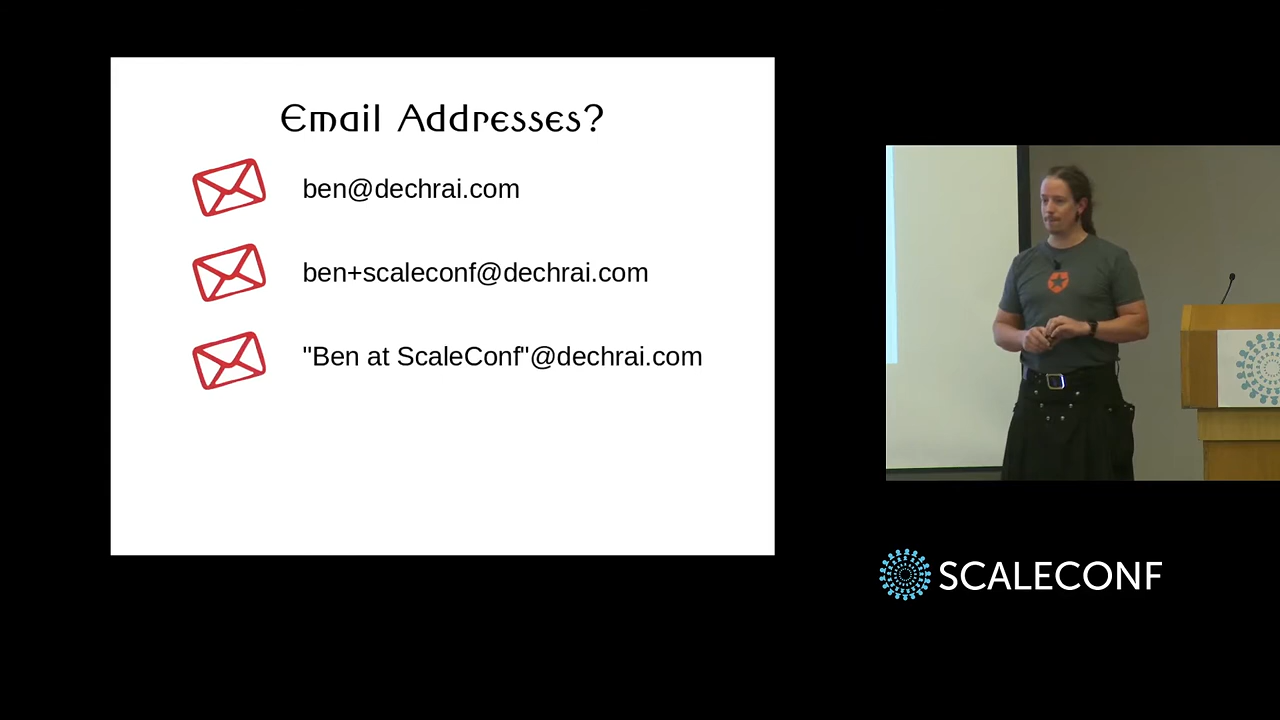 Email Addresses?
ben@dechrai.com
ben+scaleconf@dechrai.com
"Ben at ScaleConf"@dechrai.com
SCALECONF